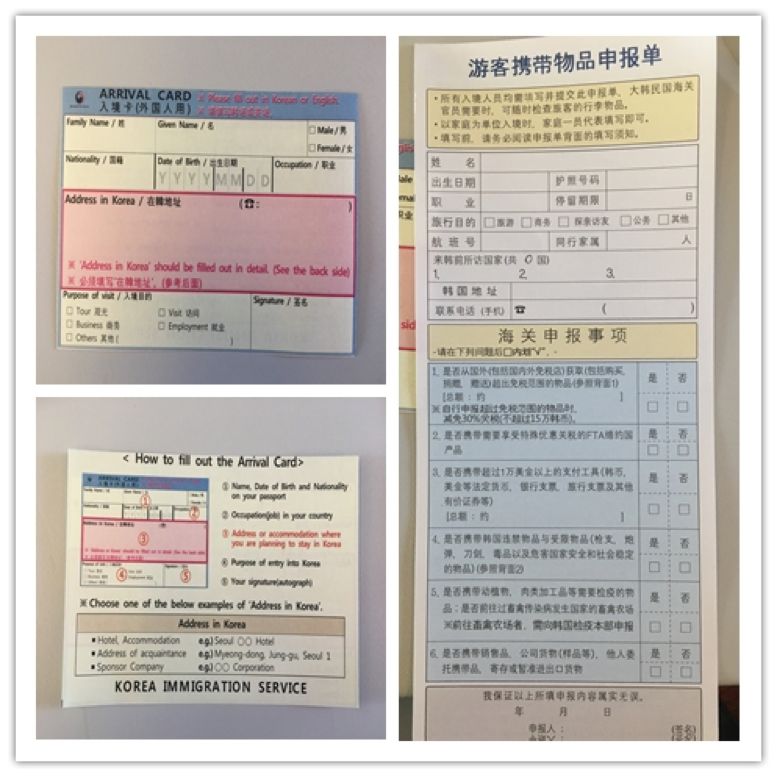 ARRIVAL CARD
入境卡(外国人用)
※ Please fill out in Korean or English.
Family Name / 姓
Given Name / 名
□ Male / 男
□ Female / 女
Nationality / 国籍
Date of Birth / 出生日期
Y Y Y Y M M D D
Occupation / 职业
Address in Korea / 在韓地址
(☎: )
※ 'Address in Korea' should be filled out in detail. (See the back side)
※ 必须填写'在韓地址'。(参考后面)
Purpose of visit / 入境目的
□ Tour 观光
□ Visit 访问
□ Business 商务
□ Employment 就业
□ Others 其他 ( )
Signature / 签名
< How to fill out the Arrival Card>
ARRIVAL CARD
① Name, Date of Birth and Nationality
on your passport
② Occupation(job) in your country
③ Address or accommodation where
you are planning to stay in Korea
④ Purpose of entry into Korea
⑤ Your signature(autograph)
※ Choose one of the below examples of 'Address in Korea'.
Address in Korea
▪ Hotel, Accommodation e.g.) Seoul ○○ Hotel
▪ Address of acquaintance e.g.) Myeong-dong, Jung-gu, Seoul 1
▪ Sponsor Company e.g.) ○○ Corporation
KOREA IMMIGRATION SERVICE
游客携带物品申报单
• 所有入境人员均需填写并提交此申报单，大韩民国海关
官员需要时，可随时检查旅客的行李物品。
• 以家庭为单位入境时，家庭一员代表填写即可。
• 填写前，请务必阅读申报单背面的填写须知。
姓 名
出生日期 护照号码
职 业 停留期限 日
旅行目的 □旅游 □商务 □探亲访友 □公务 □其他
航班号 同行家属 人
来韩前所访国家(共 0 国)
1. 2. 3.
韩国地址
联系电话 (手机) ☎ ( )
海关申报事项
-请在下列问题后□内划"√"。-
1. 是否从国外(包括国内外免税店)获取(包括购买、
捐赠、赠送)超出免税范围的物品(参照背面1)
[总额：约 ]
※自行申报超过免税范围的物品时，
减免30%关税(不超过15万韩币)。
是 否
□ □
2. 是否携带需要享受特殊优惠关税的FTA缔约国
产品
是 否
□ □
3. 是否携带超过1万美金以上的支付工具(韩币、
美金等法定货币，银行支票，旅行支票及其他
有价证券等)
[总额：约 ]
是 否
□ □
4. 是否携带韩国违禁物品与受限物品(枪支、炮
弹、刀剑、毒品以及危害国家安全和社会稳定
的物品)(参照背面2)
是 否
□ □
5. 是否携带动植物、肉类加工品等需要检疫的物
品；是否前往过畜禽传染病发生国家的畜禽农场
※前往畜禽农场者，需向韩国检疫本部申报
是 否
□ □
6. 是否携带销售品、公司货物(样品等)、他人委
托携带品、寄存或暂准进出口货物
是 否
□ □
我保证以上所填申报内容属实无误。
年 月 日
申报人： (签名)